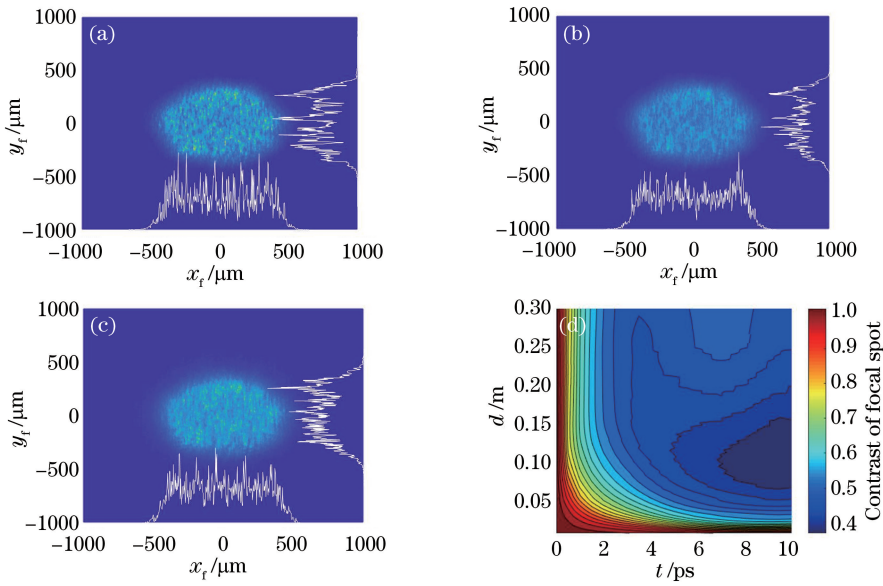 1000
500
0
−500
−1000
y_f /μm
(a)
−1000 −500 0 500 1000
x_f /μm
1000
500
0
−500
−1000
y_f /μm
(b)
−1000 −500 0 500 1000
x_f /μm
1000
500
0
−500
−1000
y_f /μm
(c)
−1000 −500 0 500 1000
x_f /μm
0.30
0.25
0.20
0.15
0.10
0.05
d /m
(d)
0 2 4 6 8 10
t /ps
1.0
0.9
0.8
0.7
0.6
0.5
0.4
Contrast of focal spot